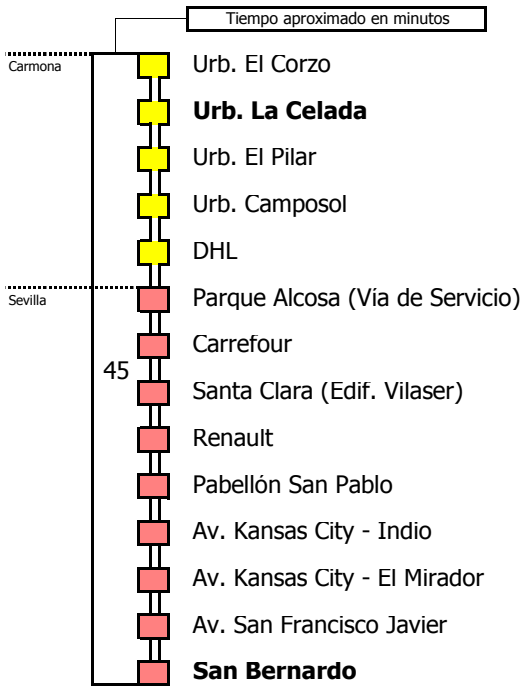 Tiempo aproximado en minutos
Carmona
Urb. El Corzo
Urb. La Celada
Urb. El Pilar
Urb. Camposol
DHL
Sevilla
Parque Alcosa (Vía de Servicio)
Carrefour
45
Santa Clara (Edif. Vilaser)
Renault
Pabellón San Pablo
Av. Kansas City - Indio
Av. Kansas City - El Mirador
Av. San Francisco Javier
San Bernardo